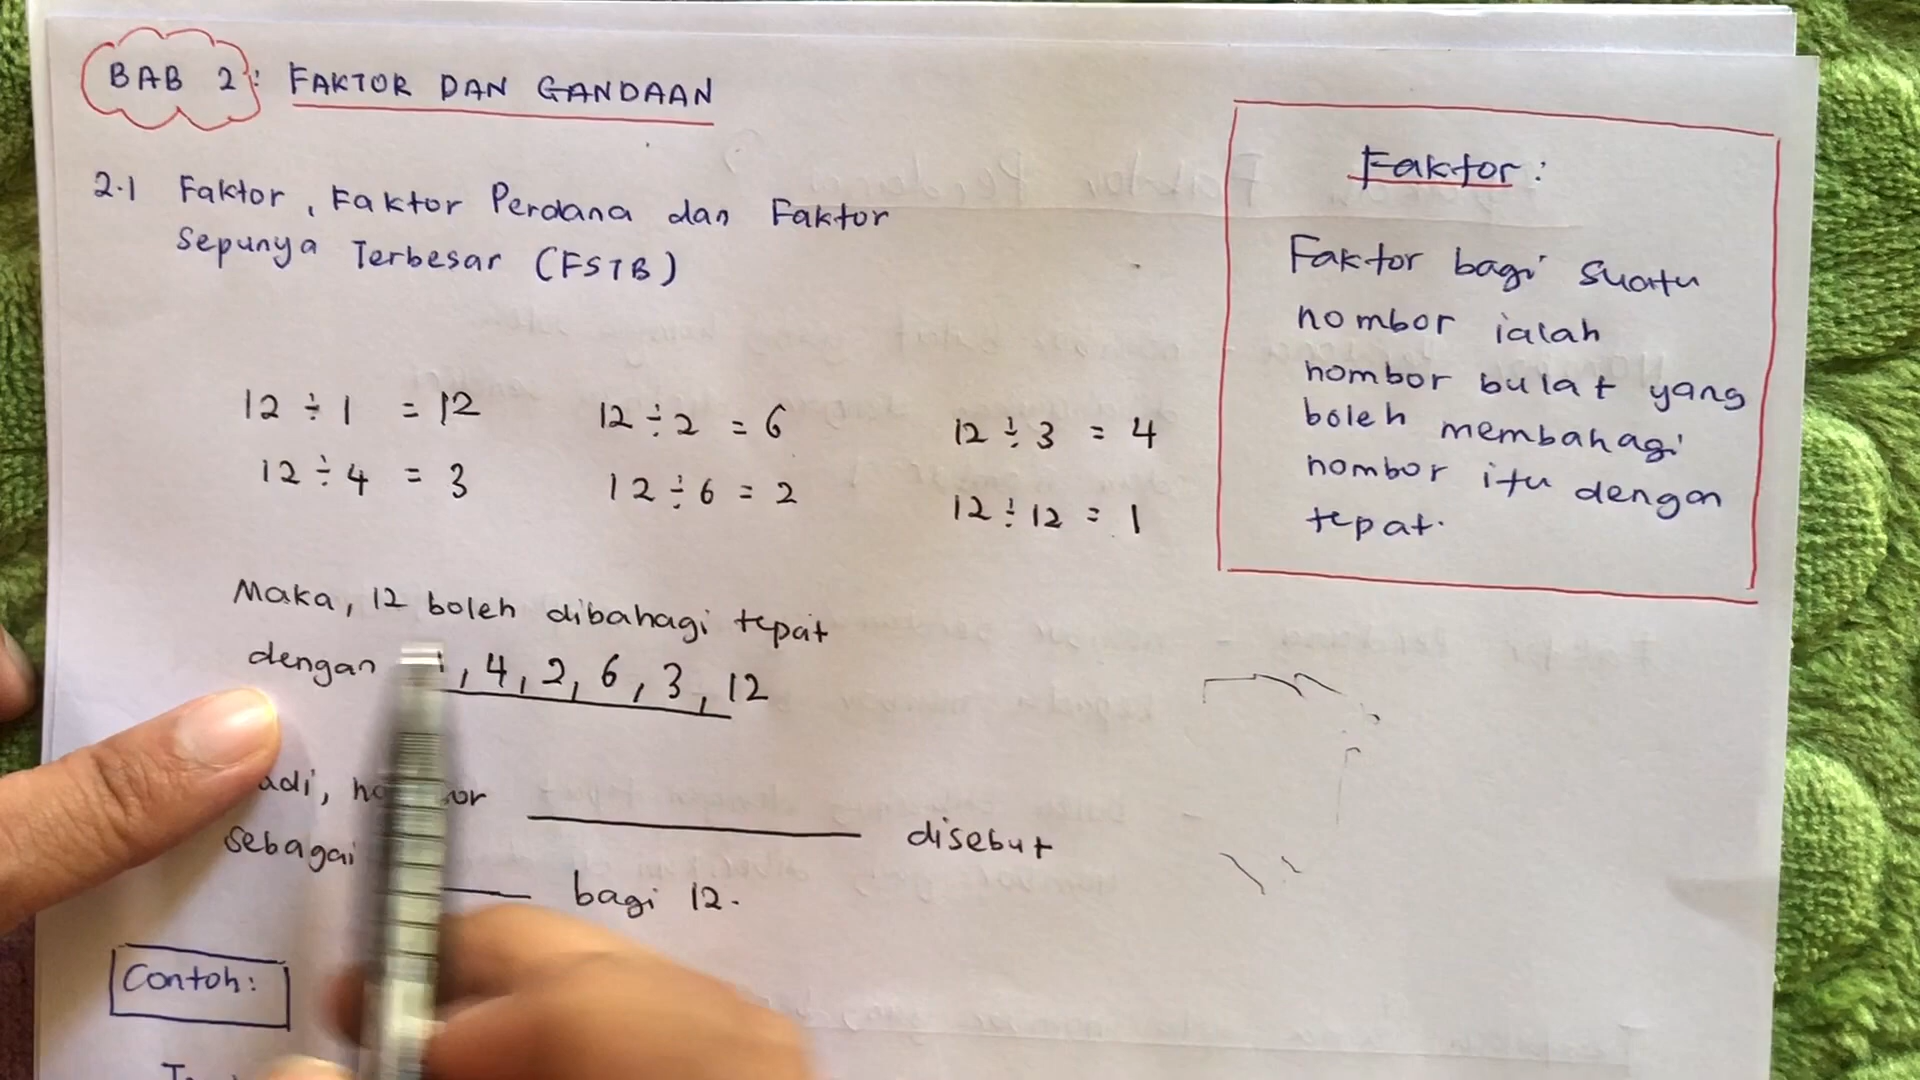 BAB 2: FAKTOR DAN GANDAAN
2.1 Faktor, Faktor Perdana dan Faktor
Sepunya Terbesar (FSTB)
12 ÷ 1 = 12 12 ÷ 2 = 6 12 ÷ 3 = 4
12 ÷ 4 = 3 12 ÷ 6 = 2 12 ÷ 12 = 1
Maka, 12 boleh dibahagi tepat
dengan 1, 4, 2, 6, 3, 12
disebut
sebagai bagi 12.
Contoh:
Faktor:
Faktor bagi suatu
nombor ialah
nombor bulat yang
boleh membahagi
nombor itu dengan
tepat.